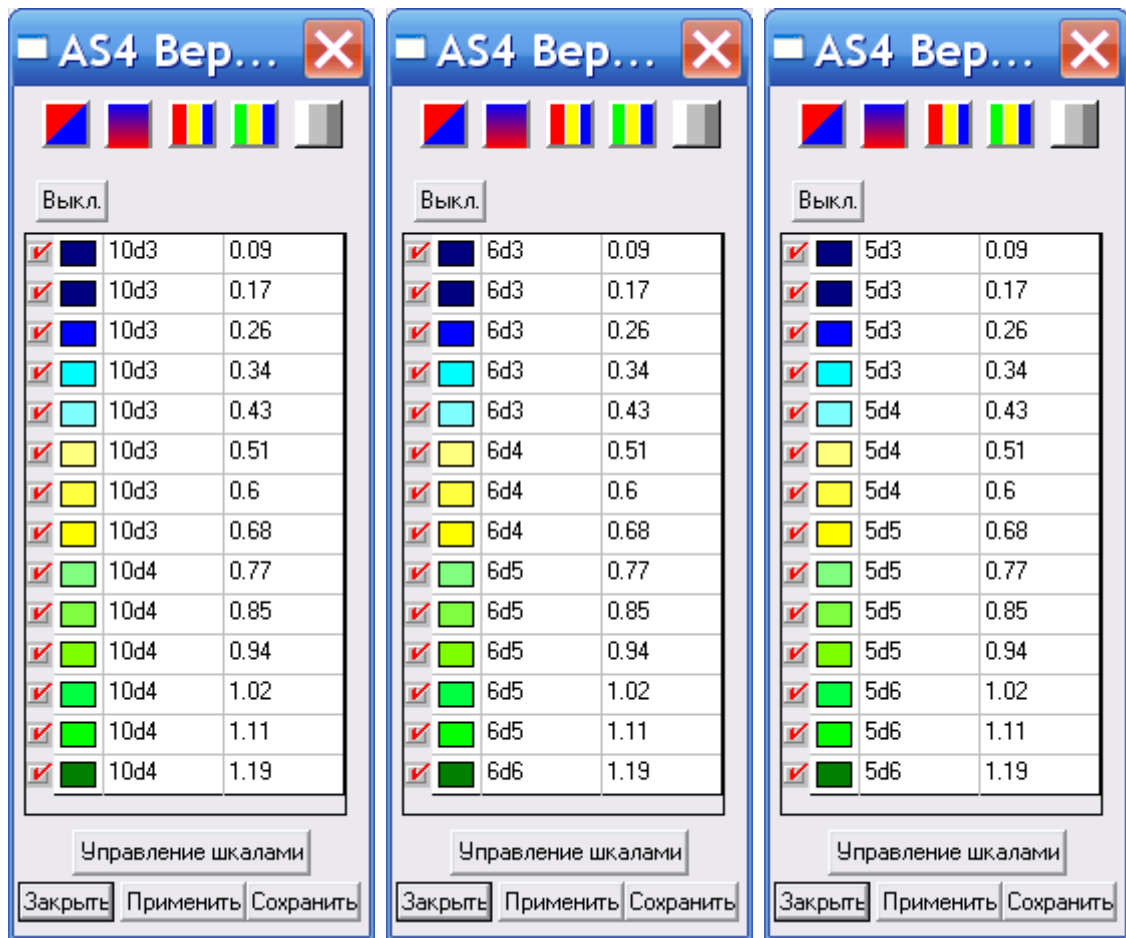 AS4 Вер...
Выкл.
10d3 0.09
10d3 0.17
10d3 0.26
10d3 0.34
10d3 0.43
10d3 0.51
10d3 0.6
10d3 0.68
10d4 0.77
10d4 0.85
10d4 0.94
10d4 1.02
10d4 1.11
10d4 1.19
Управление шкалами
Закрыть Применить Сохранить
AS4 Вер...
Выкл.
6d3 0.09
6d3 0.17
6d3 0.26
6d3 0.34
6d3 0.43
6d4 0.51
6d4 0.6
6d4 0.68
6d5 0.77
6d5 0.85
6d5 0.94
6d5 1.02
6d5 1.11
6d6 1.19
Управление шкалами
Закрыть Применить Сохранить
AS4 Вер...
Выкл.
5d3 0.09
5d3 0.17
5d3 0.26
5d3 0.34
5d4 0.43
5d4 0.51
5d4 0.6
5d5 0.68
5d5 0.77
5d5 0.85
5d5 0.94
5d6 1.02
5d6 1.11
5d6 1.19
Управление шкалами
Закрыть Применить Сохранить